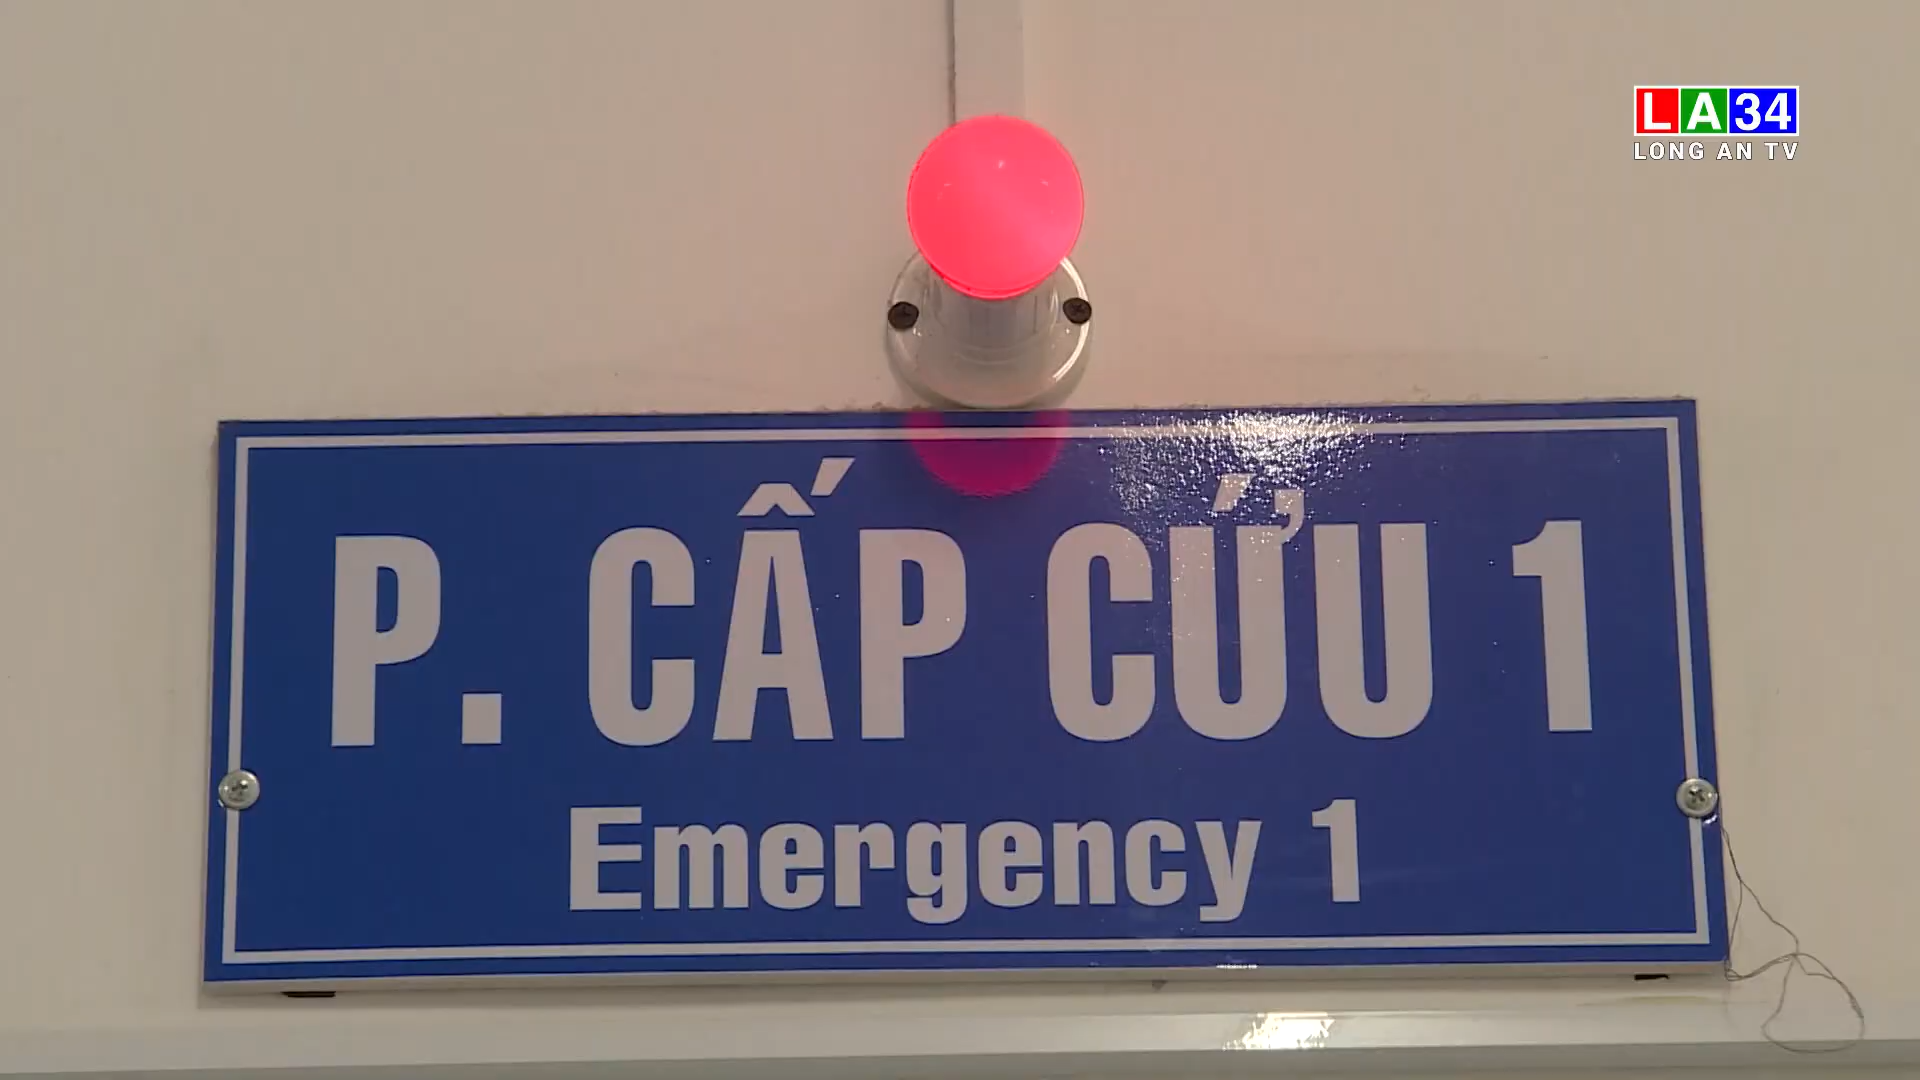 LA34
LONG AN TV
P. CẤP CỨU 1
Emergency 1